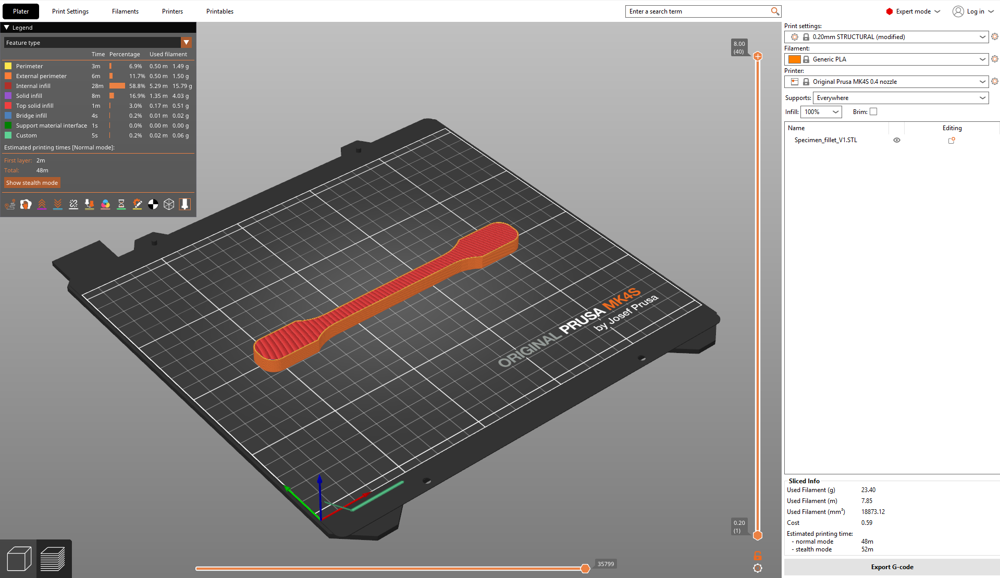 Plater Print Settings Filaments Printers Printables Enter a search term Expert mode Log in
Legend
Feature type
Time Percentage Used filament
Perimeter 3m 6.9% 0.50 m 1.49 g
External perimeter 6m 11.7% 0.50 m 1.50 g
Internal infill 28m 58.8% 5.29 m 15.79 g
Solid infill 8m 16.9% 1.35 m 4.03 g
Top solid infill 1m 3.0% 0.17 m 0.51 g
Bridge infill 4s 0.2% 0.01 m 0.02 g
Support material interface 1s 0.0% 0.00 m 0.00 g
Custom 5s 0.2% 0.02 m 0.06 g
Estimated printing times [Normal mode]:
First layer: 2m
Total: 48m
Show stealth mode
8.00
(40)
ORIGINAL PRUSA MK4S
by Josef Prusa
0.20
(1)
35799
Print settings:
0.20mm STRUCTURAL (modified)
Filament:
Generic PLA
Printer:
Original Prusa MK4S 0.4 nozzle
Supports: Everywhere
Infill: 100% Brim:
Name Editing
Specimen_fillet_V1.STL
Sliced Info
Used Filament (g) 23.40
Used Filament (m) 7.85
Used Filament (mm³) 18873.12
Cost 0.59
Estimated printing time:
- normal mode 48m
- stealth mode 52m
Export G-code